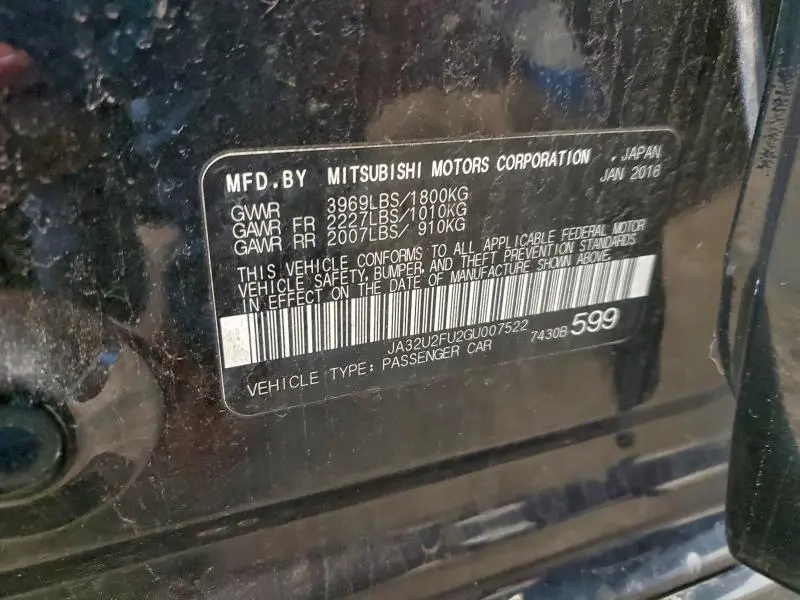 MFD.BY MITSUBISHI MOTORS CORPORATION , JAPAN
JAN 2016
GVWR 3969LBS/1800KG
GAWR FR 2227LBS/1010KG
GAWR RR 2007LBS/ 910KG
THIS VEHICLE CONFORMS TO ALL APPLICABLE FEDERAL MOTOR
VEHICLE SAFETY, BUMPER, AND THEFT PREVENTION STANDARDS
IN EFFECT ON THE DATE OF MANUFACTURE SHOWN ABOVE.
JA32U2FU2GU007522
7430B 599
VEHICLE TYPE: PASSENGER CAR